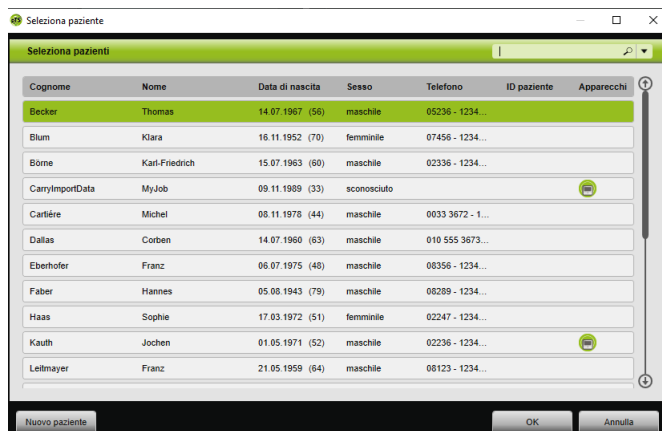 Seleziona paziente
Seleziona pazienti
Cognome Nome Data di nascita Sesso Telefono ID paziente Apparecchi
Becker Thomas 14.07.1967 (56) maschile 05236 - 1234...
Blum Klara 16.11.1952 (70) femminile 07456 - 1234...
Börne Karl-Friedrich 15.07.1963 (60) maschile 02336 - 1234...
CarryImportData MyJob 09.11.1989 (33) sconosciuto
Cartiére Michel 08.11.1978 (44) maschile 0033 3672 - 1...
Dallas Corben 14.07.1960 (63) maschile 010 555 3673...
Eberhofer Franz 06.07.1975 (48) maschile 08356 - 1234...
Faber Hannes 05.08.1943 (79) maschile 08289 - 1234...
Haas Sophie 17.03.1972 (51) femminile 02247 - 1234...
Kauth Jochen 01.05.1971 (52) maschile 02236 - 1234...
Leitmayer Franz 21.05.1959 (64) maschile 08123 - 1234...
Nuovo paziente OK Annulla